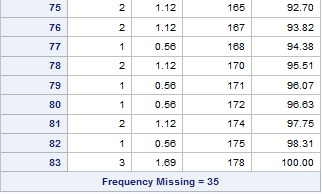 75 2 1.12 165 92.70
76 2 1.12 167 93.82
77 1 0.56 168 94.38
78 2 1.12 170 95.51
79 1 0.56 171 96.07
80 1 0.56 172 96.63
81 2 1.12 174 97.75
82 1 0.56 175 98.31
83 3 1.69 178 100.00
Frequency Missing = 35